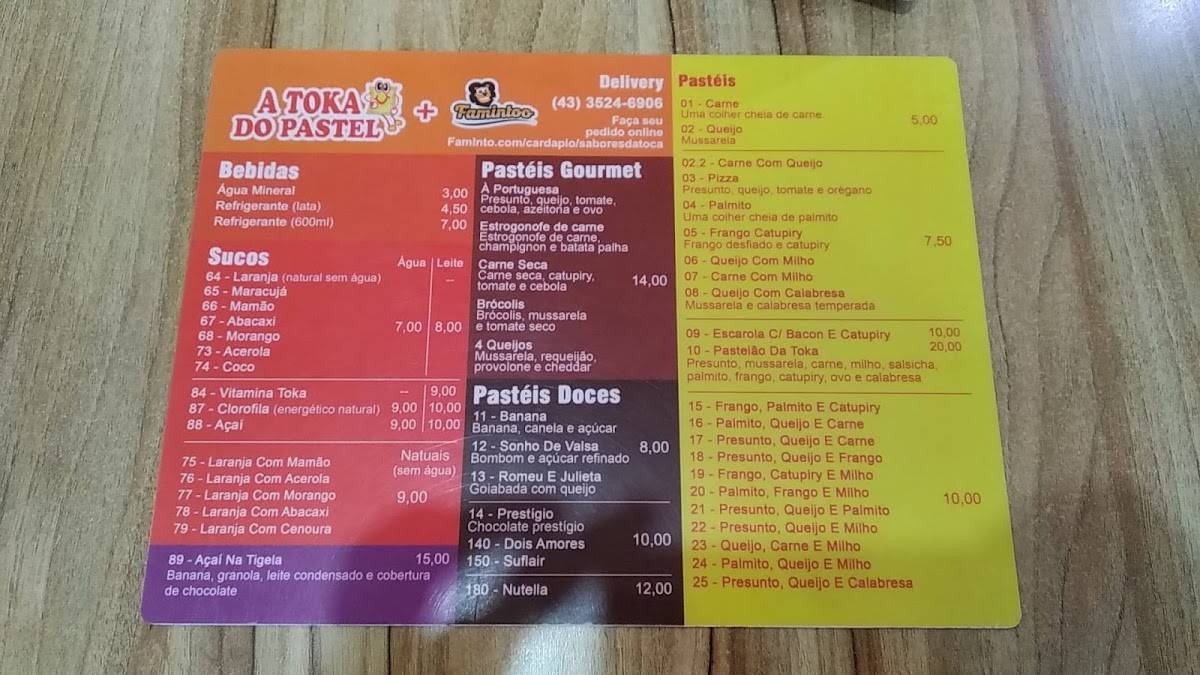 A TOKA
DO PASTEL
+
Famintoo
Delivery
(43) 3524-6906
Faça seu
pedido online
Faminto.com/cardapio/saboresdatoca
Bebidas
Água Mineral 3,00
Refrigerante (lata) 4,50
Refrigerante (600ml) 7,00
Sucos Água Leite
64 - Laranja (natural sem água) --
65 - Maracujá
66 - Mamão
67 - Abacaxi 7,00 8,00
68 - Morango
73 - Acerola
74 - Coco
84 - Vitamina Toka -- 9,00
87 - Clorofila (energético natural) 9,00 10,00
88 - Açaí 9,00 10,00
Natuais
(sem água)
75 - Laranja Com Mamão
76 - Laranja Com Acerola
77 - Laranja Com Morango 9,00
78 - Laranja Com Abacaxi
79 - Laranja Com Cenoura
89 - Açaí Na Tigela 15,00
Banana, granola, leite condensado e cobertura
de chocolate
Pastéis Gourmet
À Portuguesa
Presunto, queijo, tomate,
cebola, azeitona e ovo
Estrogonofe de carne
Estrogonofe de carne,
champignon e batata palha
Carne Seca
Carne seca, catupiry, 14,00
tomate e cebola
Brócolis
Brócolis, mussarela
e tomate seco
4 Queijos
Mussarela, requeijão,
provolone e cheddar
Pastéis Doces
11 - Banana
Banana, canela e açúcar
12 - Sonho De Valsa 8,00
Bombom e açúcar refinado
13 - Romeu E Julieta
Goiabada com queijo
14 - Prestígio
Chocolate prestígio
140 - Dois Amores 10,00
150 - Suflair
180 - Nutella 12,00
Pastéis
01 - Carne
Uma colher cheia de carne 5,00
02 - Queijo
Mussarela
02.2 - Carne Com Queijo
03 - Pizza
Presunto, queijo, tomate e orégano
04 - Palmito
Uma colher cheia de palmito
05 - Frango Catupiry 7,50
Frango desfiado e catupiry
06 - Queijo Com Milho
07 - Carne Com Milho
08 - Queijo Com Calabresa
Mussarela e calabresa temperada
09 - Escarola C/ Bacon E Catupiry 10,00
10 - Pastelão Da Toka 20,00
Presunto, mussarela, carne, milho, salsicha,
palmito, frango, catupiry, ovo e calabresa
15 - Frango, Palmito E Catupiry
16 - Palmito, Queijo E Carne
17 - Presunto, Queijo E Carne
18 - Presunto, Queijo E Frango
19 - Frango, Catupiry E Milho
20 - Palmito, Frango E Milho 10,00
21 - Presunto, Queijo E Palmito
22 - Presunto, Queijo E Milho
23 - Queijo, Carne E Milho
24 - Palmito, Queijo E Milho
25 - Presunto, Queijo E Calabresa